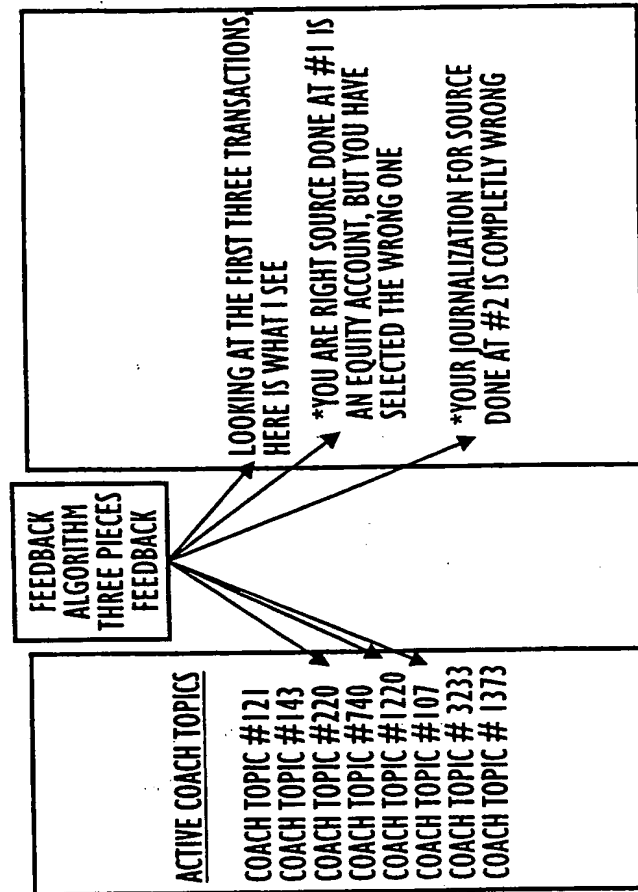 ACTIVE COACH TOPICS
COACH TOPIC #121
COACH TOPIC #143
COACH TOPIC #220
COACH TOPIC #740
COACH TOPIC #1220
COACH TOPIC #107
COACH TOPIC # 3233
COACH TOPIC # 1373
FEEDBACK
ALGORITHM
THREE PIECES
FEEDBACK
LOOKING AT THE FIRST THREE TRANSACTIONS,
HERE IS WHAT I SEE
*YOU ARE RIGHT SOURCE DONE AT #1 IS
AN EQUITY ACCOUNT, BUT YOU HAVE
SELECTED THE WRONG ONE
*YOUR JOURNALIZATION FOR SOURCE
DONE AT #2 IS COMPLETLY WRONG